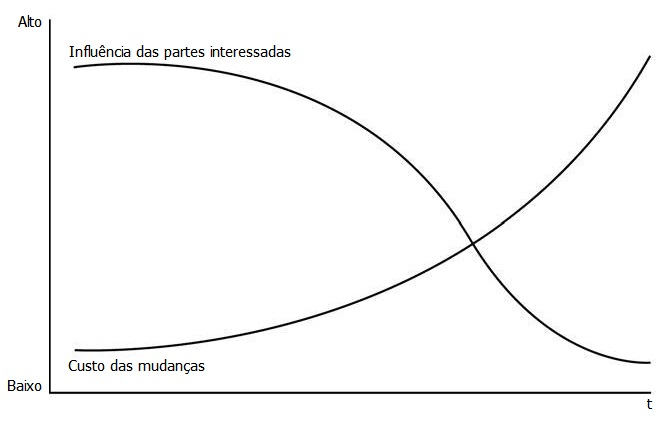 Alto
Influência das partes interessadas
Custo das mudanças
Baixo
t